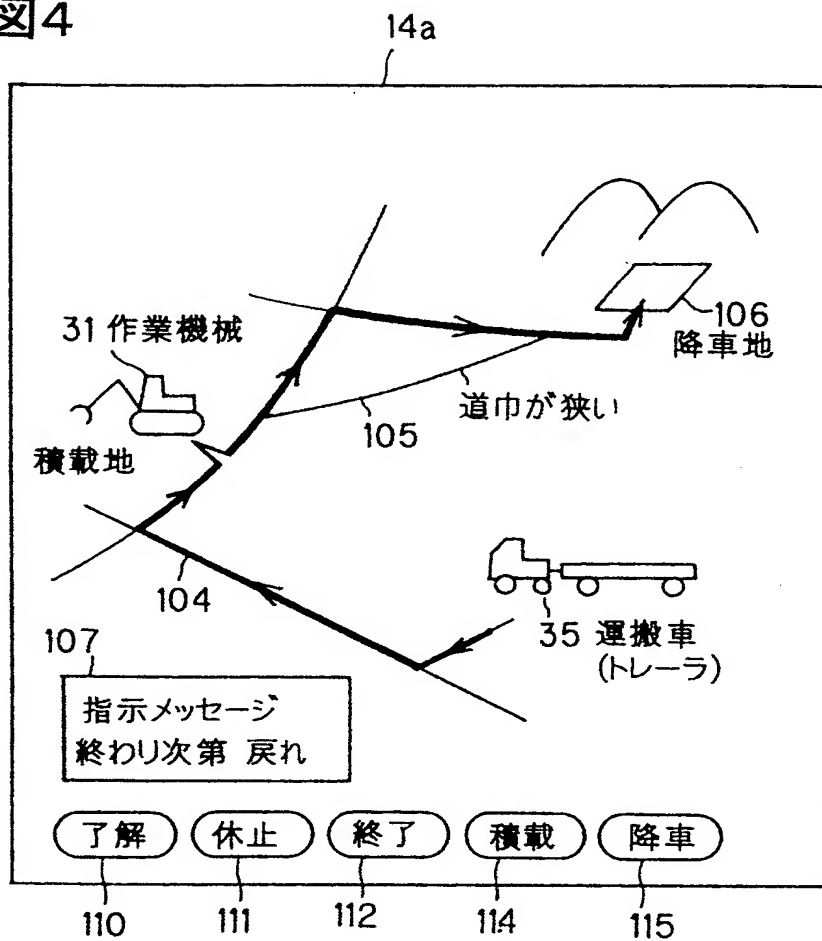 図4
14a
31 作業機械
積載地
106
降車地
道巾が狭い
105
104
35 運搬車
(トレーラ)
107
指示メッセージ
終わり次第 戻れ
了解 休止 終了 積載 降車
110 111 112 114 115